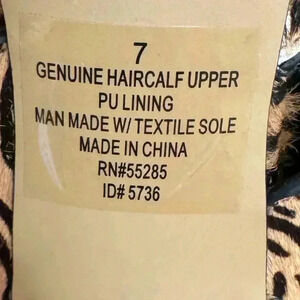 7
GENUINE HAIRCALF UPPER
PU LINING
MAN MADE W/ TEXTILE SOLE
MADE IN CHINA
RN#55285
ID# 5736